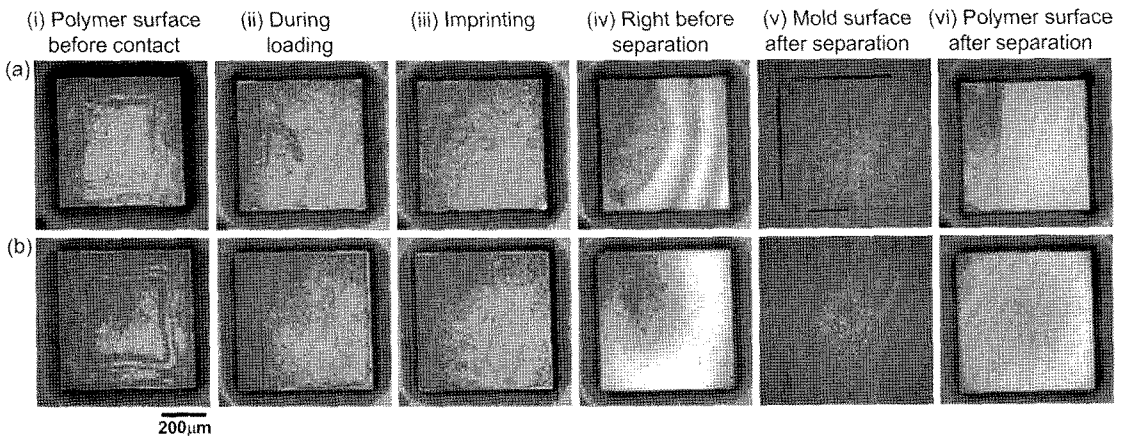 (i) Polymer surface
before contact
(ii) During
loading
(iii) Imprinting
(iv) Right before
separation
(v) Mold surface
after separation
(vi) Polymer surface
after separation
(a)
(b)
200μm